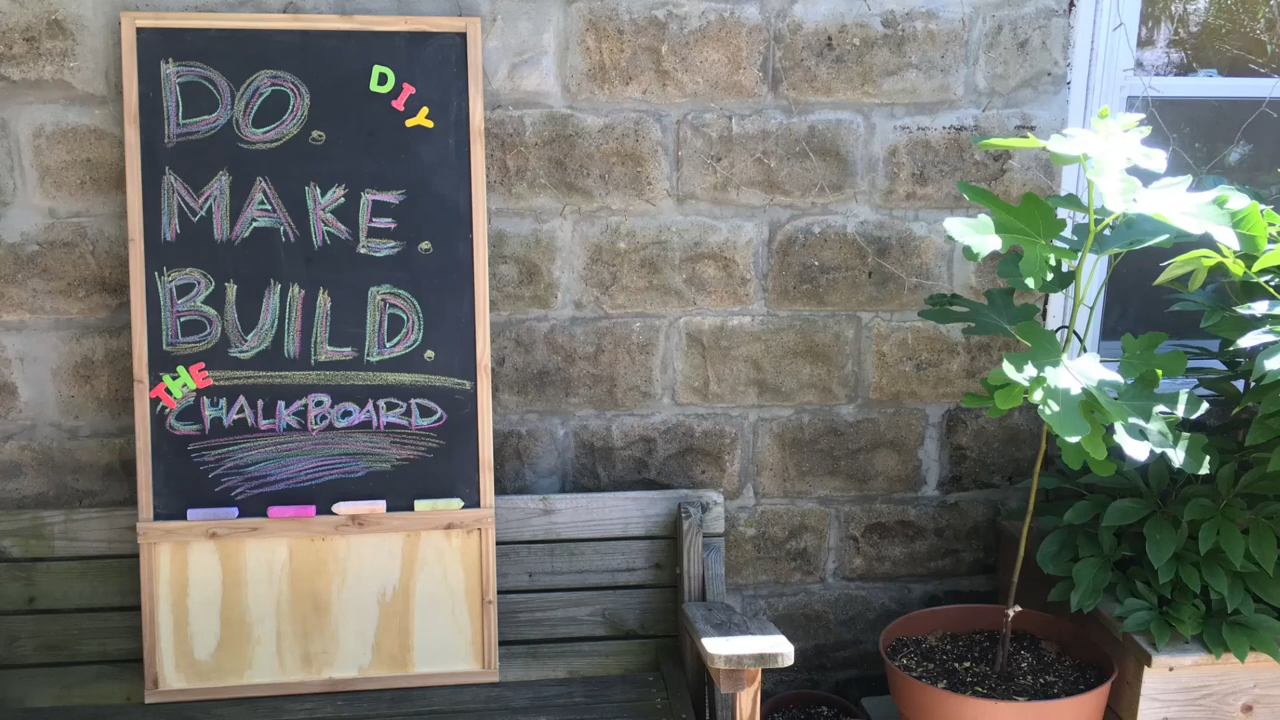 DO.
DIY
MAKE.
BUILD.
THE
CHALKBOARD